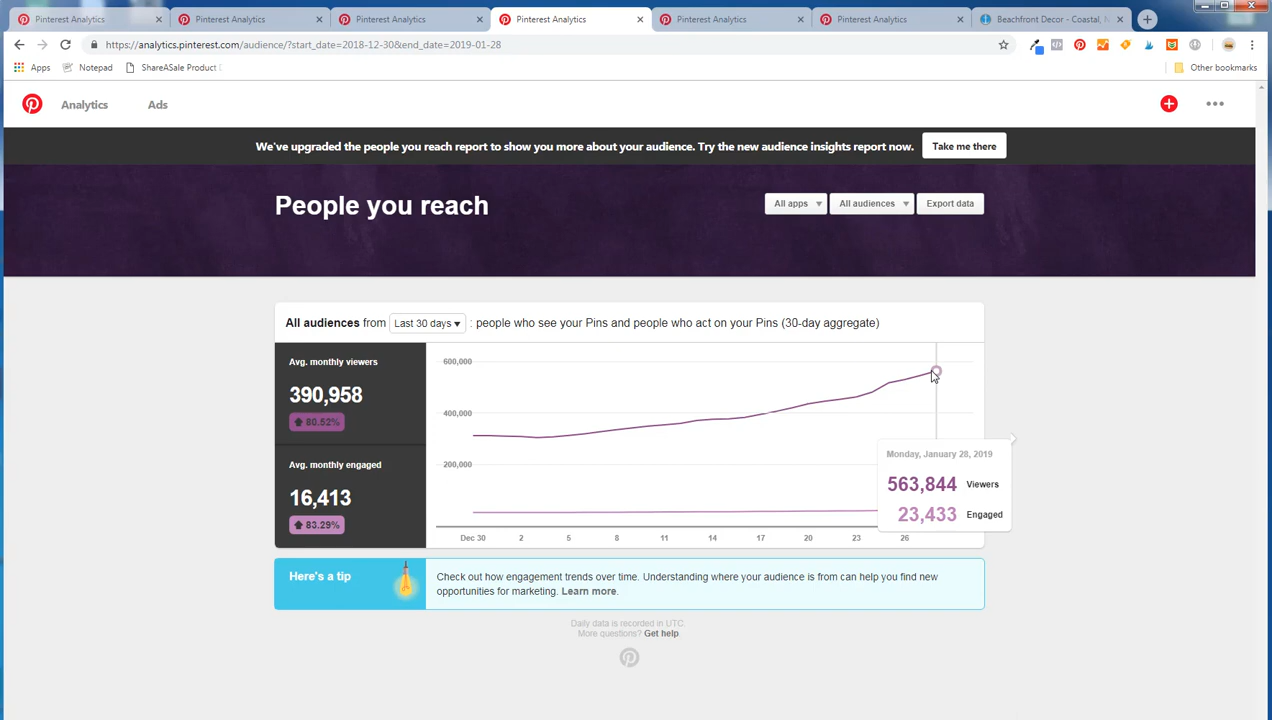 Pinterest Analytics
Pinterest Analytics
Pinterest Analytics
Pinterest Analytics
Pinterest Analytics
Pinterest Analytics
Beachfront Decor - Coastal, N
https://analytics.pinterest.com/audience/?start_date=2018-12-30&end_date=2019-01-28
Apps
Notepad
ShareASale Product
Other bookmarks
Analytics
Ads
We've upgraded the people you reach report to show you more about your audience. Try the new audience insights report now.
Take me there
People you reach
All apps
All audiences
Export data
All audiences from Last 30 days : people who see your Pins and people who act on your Pins (30-day aggregate)
Avg. monthly viewers
390,958
80.52%
Avg. monthly engaged
16,413
83.29%
600,000
400,000
200,000
Dec 30 2 5 8 11 14 17 20 23 26
Monday, January 28, 2019
563,844 Viewers
23,433 Engaged
Here's a tip
Check out how engagement trends over time. Understanding where your audience is from can help you find new
opportunities for marketing. Learn more.
Daily data is recorded in UTC
More questions? Get help